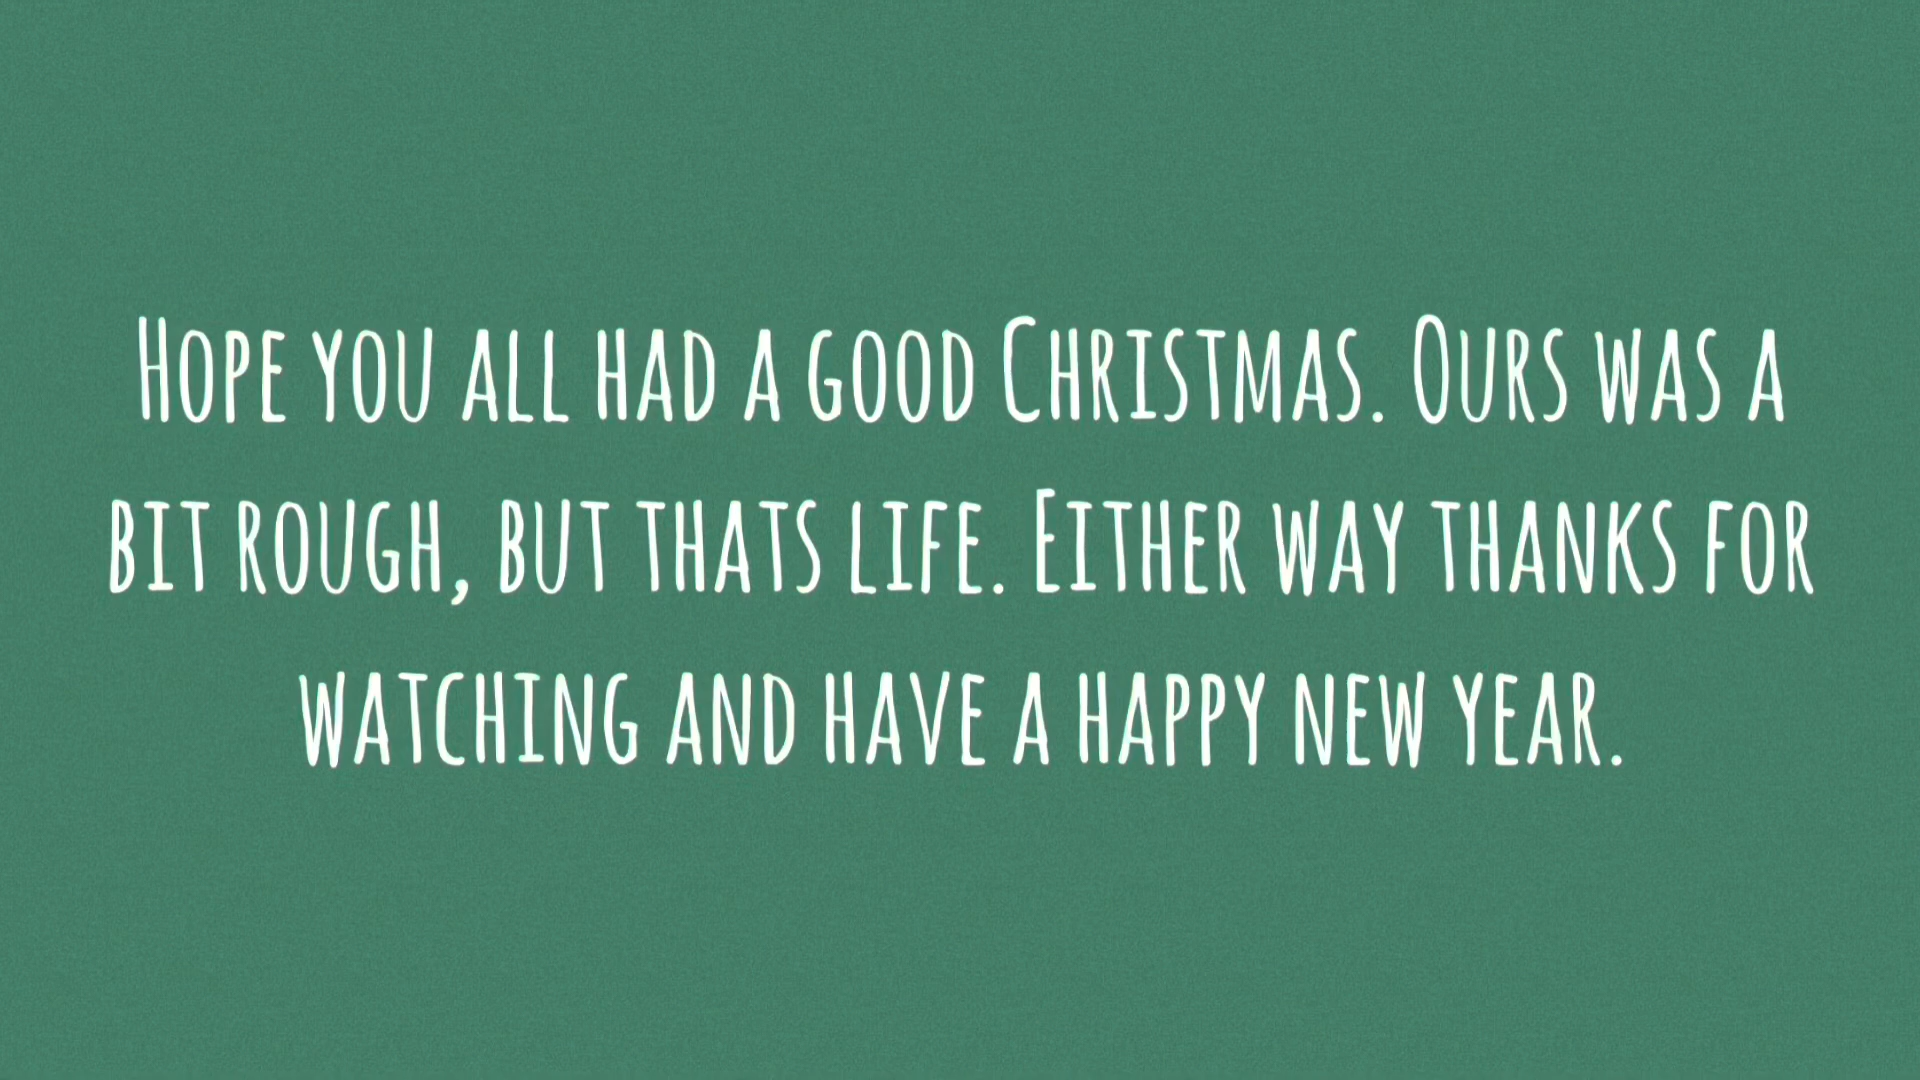 Hope you all had a good Christmas. Ours was a
bit rough, but thats life. Either way thanks for
watching and have a happy new year.